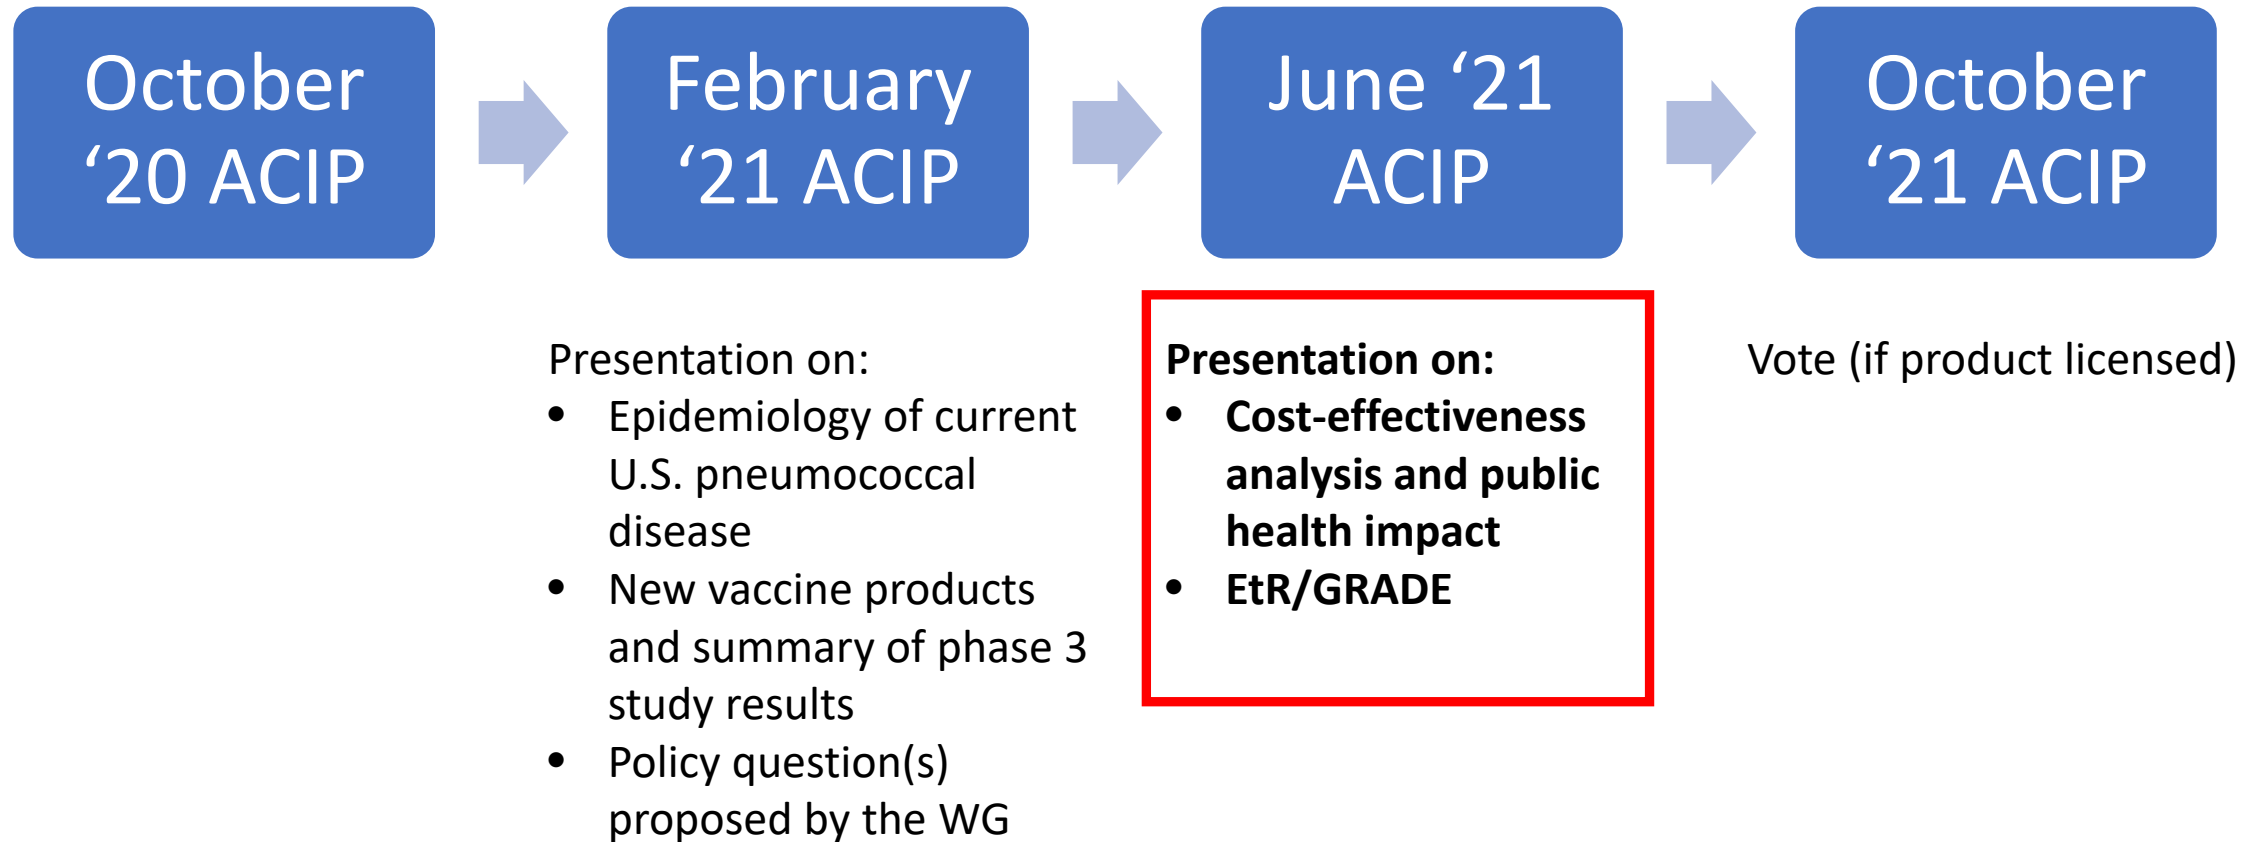 October
‘20 ACIP
February
‘21 ACIP
June ‘21
ACIP
October
‘21 ACIP
Presentation on:
• Epidemiology of current
U.S. pneumococcal
disease
• New vaccine products
and summary of phase 3
study results
• Policy question(s)
proposed by the WG
Presentation on:
• Cost-effectiveness
analysis and public
health impact
• EtR/GRADE
Vote (if product licensed)